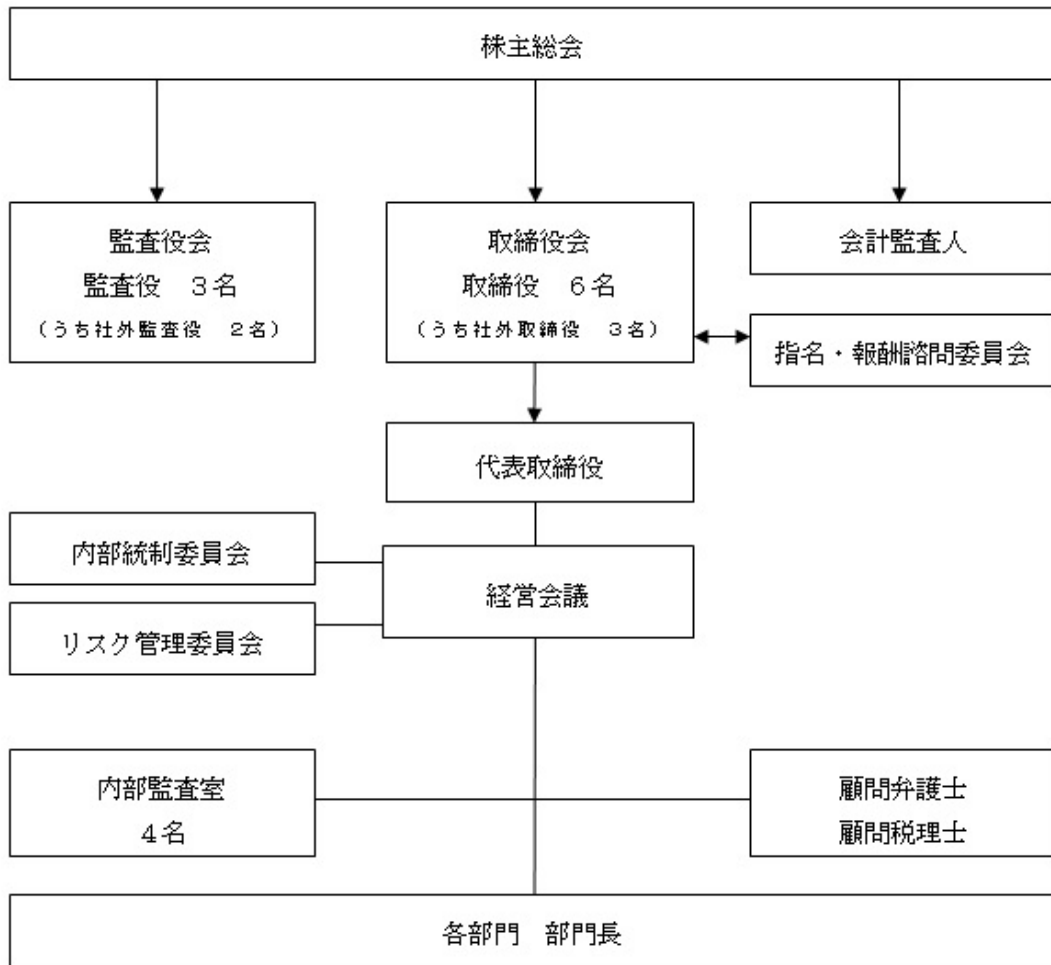 株主総会
監査役会
監査役 3名
(うち社外監査役 2名)
取締役会
取締役 6名
(うち社外取締役 3名)
会計監査人
指名・報酬諮問委員会
代表取締役
内部統制委員会
経営会議
リスク管理委員会
内部監査室
4名
顧問弁護士
顧問税理士
各部門 部門長